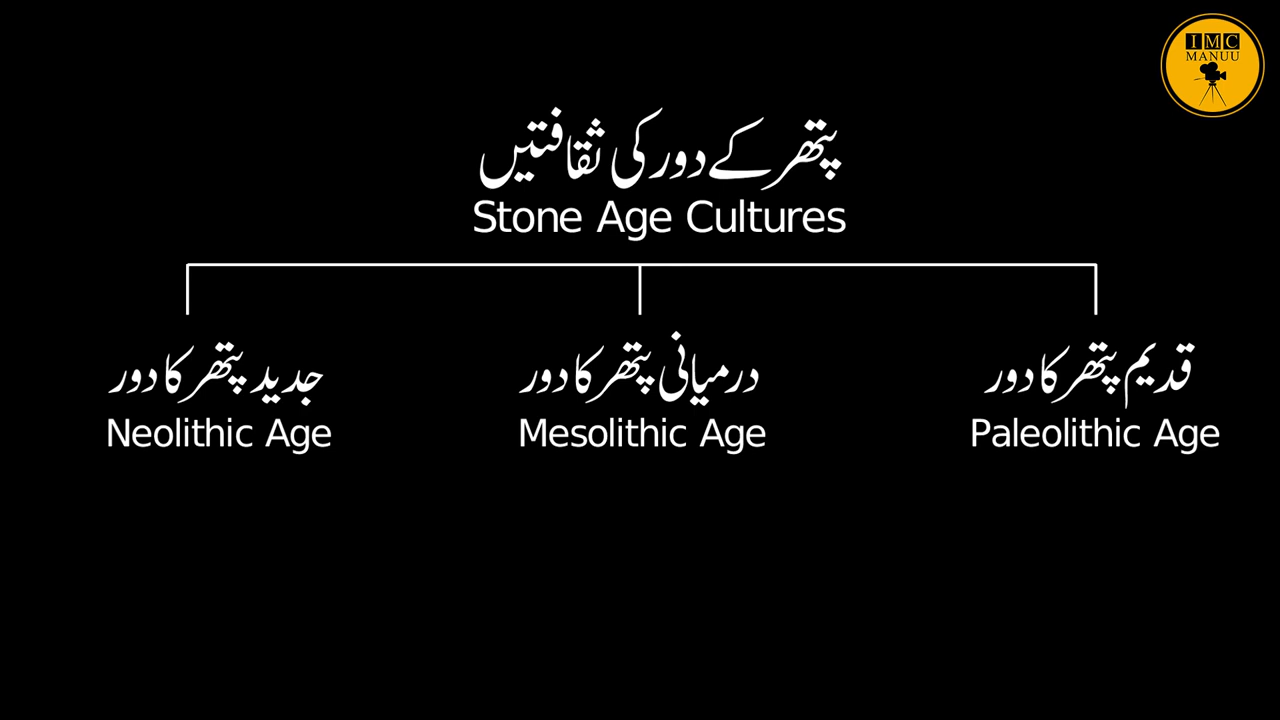 IMC
MANUU
پتھر کے دور کی ثقافتیں
Stone Age Cultures
قدیم پتھر کا دور
Paleolithic Age
درمیانی پتھر کا دور
Mesolithic Age
جدید پتھر کا دور
Neolithic Age